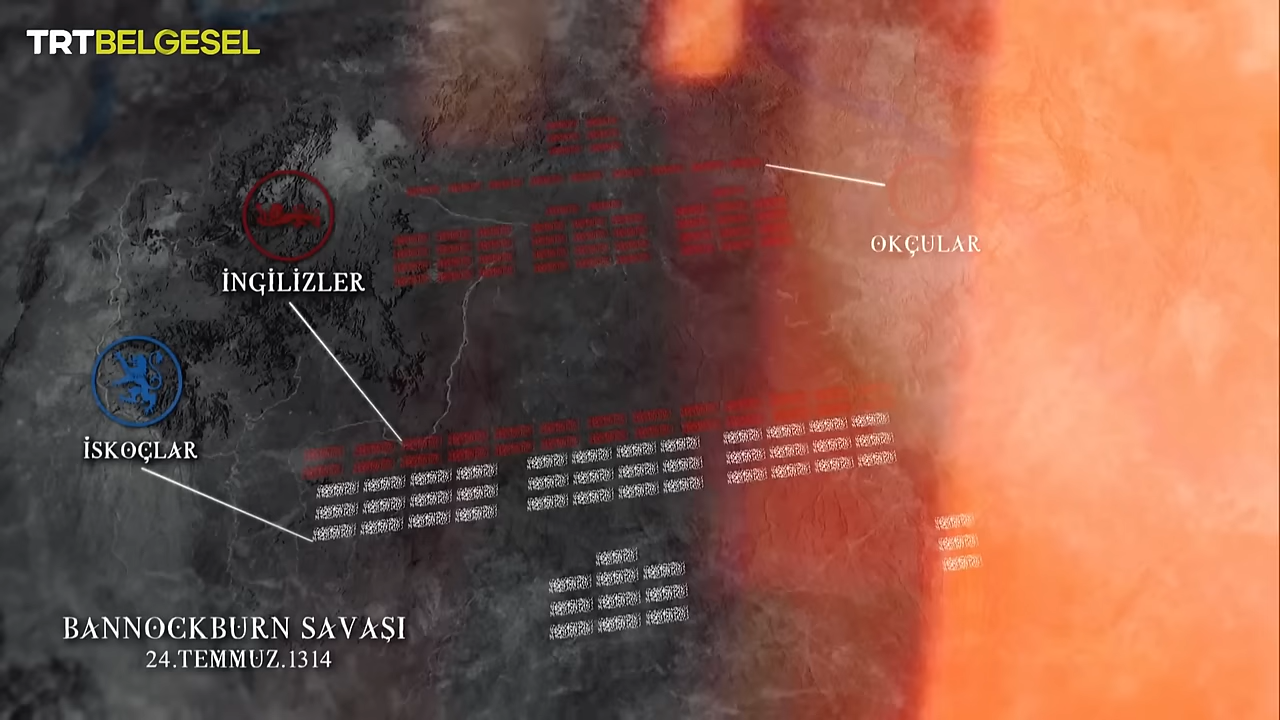 TRTBELGESEL
OKÇULAR
İNGİLİZLER
İSKOÇLAR
BANNOCKBURN SAVAŞI
24.TEMMUZ.1314